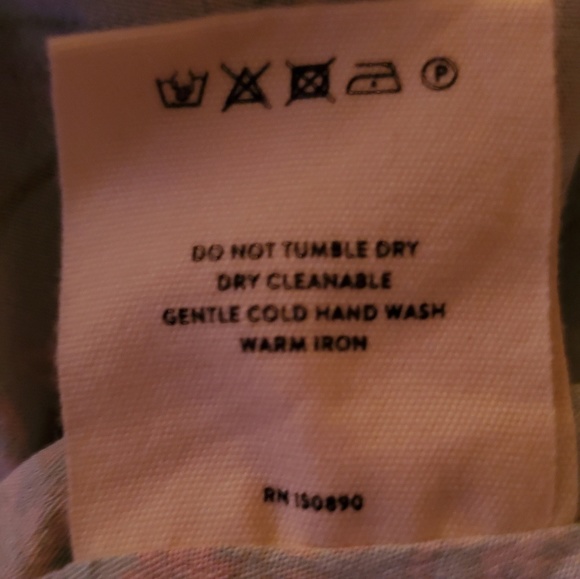 P
DO NOT TUMBLE DRY
DRY CLEANABLE
GENTLE COLD HAND WASH
WARM IRON
RN 150890